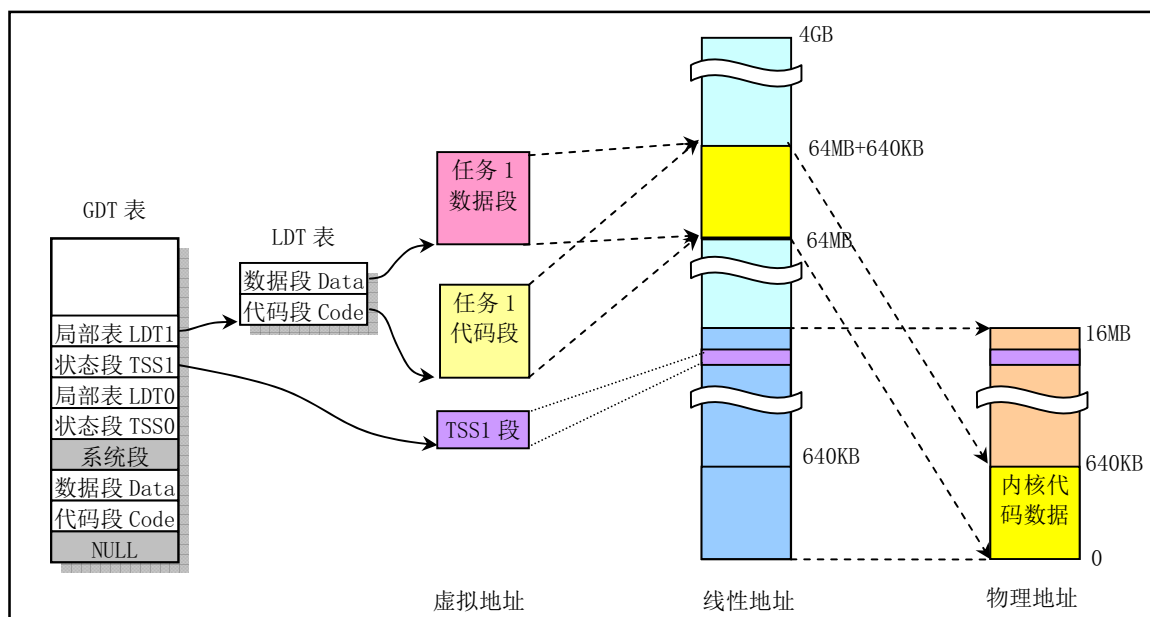 GDT 表
局部表 LDT1
状态段 TSS1
局部表 LDT0
状态段 TSS0
系统段
数据段 Data
代码段 Code
NULL
LDT 表
数据段 Data
代码段 Code
任务 1
数据段
任务 1
代码段
TSS1 段
虚拟地址
4GB
64MB+640KB
64MB
640KB
线性地址
16MB
640KB
内核代
码数据
0
物理地址